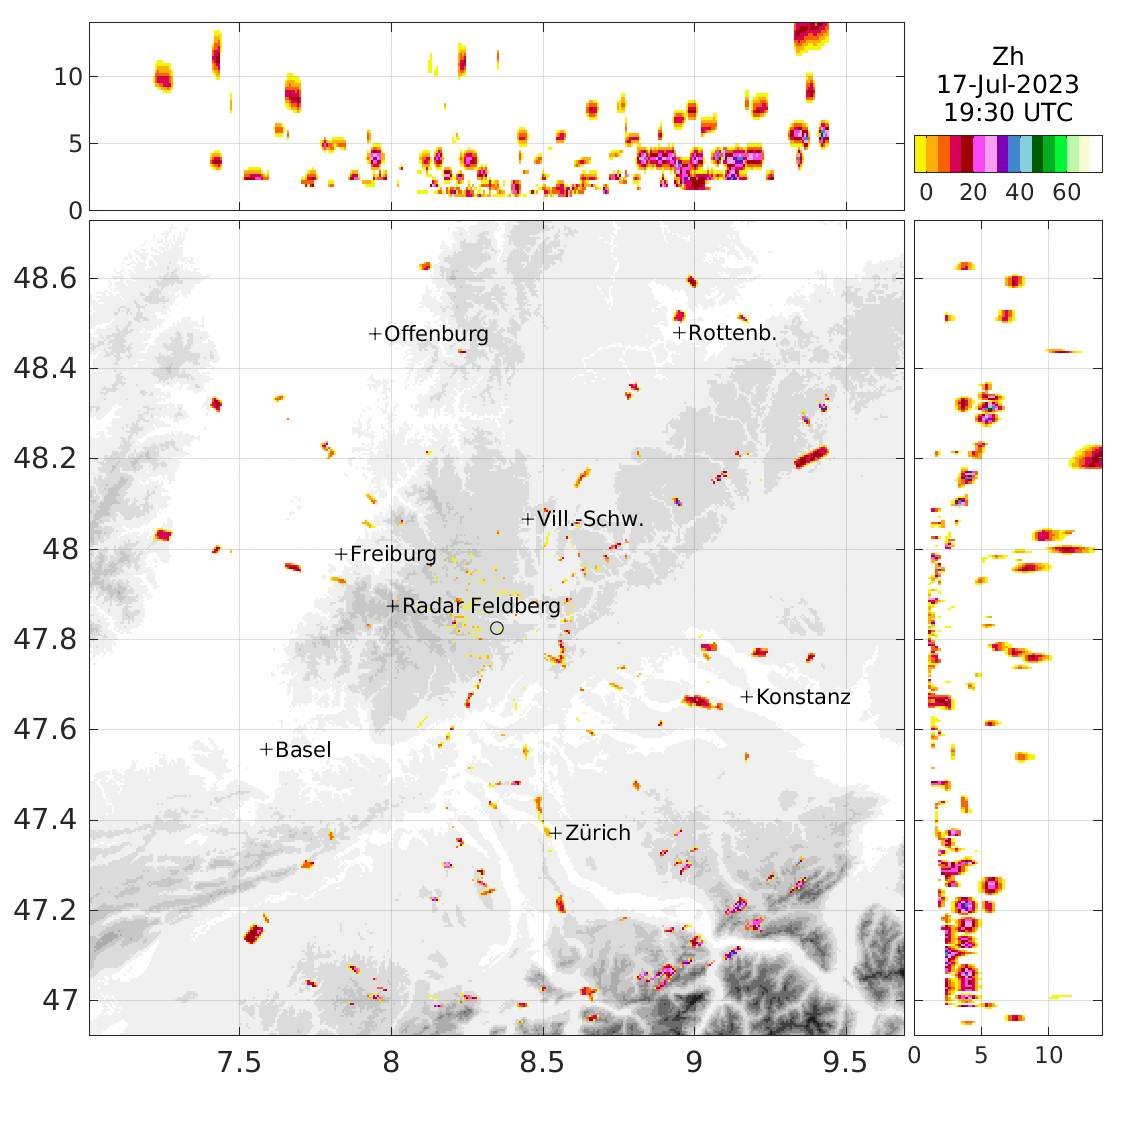 Zh
17-Jul-2023
19:30 UTC
0 20 40 60
10
5
0
48.6
48.4
48.2
48
47.8
47.6
47.4
47.2
47
Offenburg
Rottenb.
Vill.-Schw.
Freiburg
Radar Feldberg
Konstanz
Basel
Zürich
7.5 8 8.5 9 9.5
0 5 10